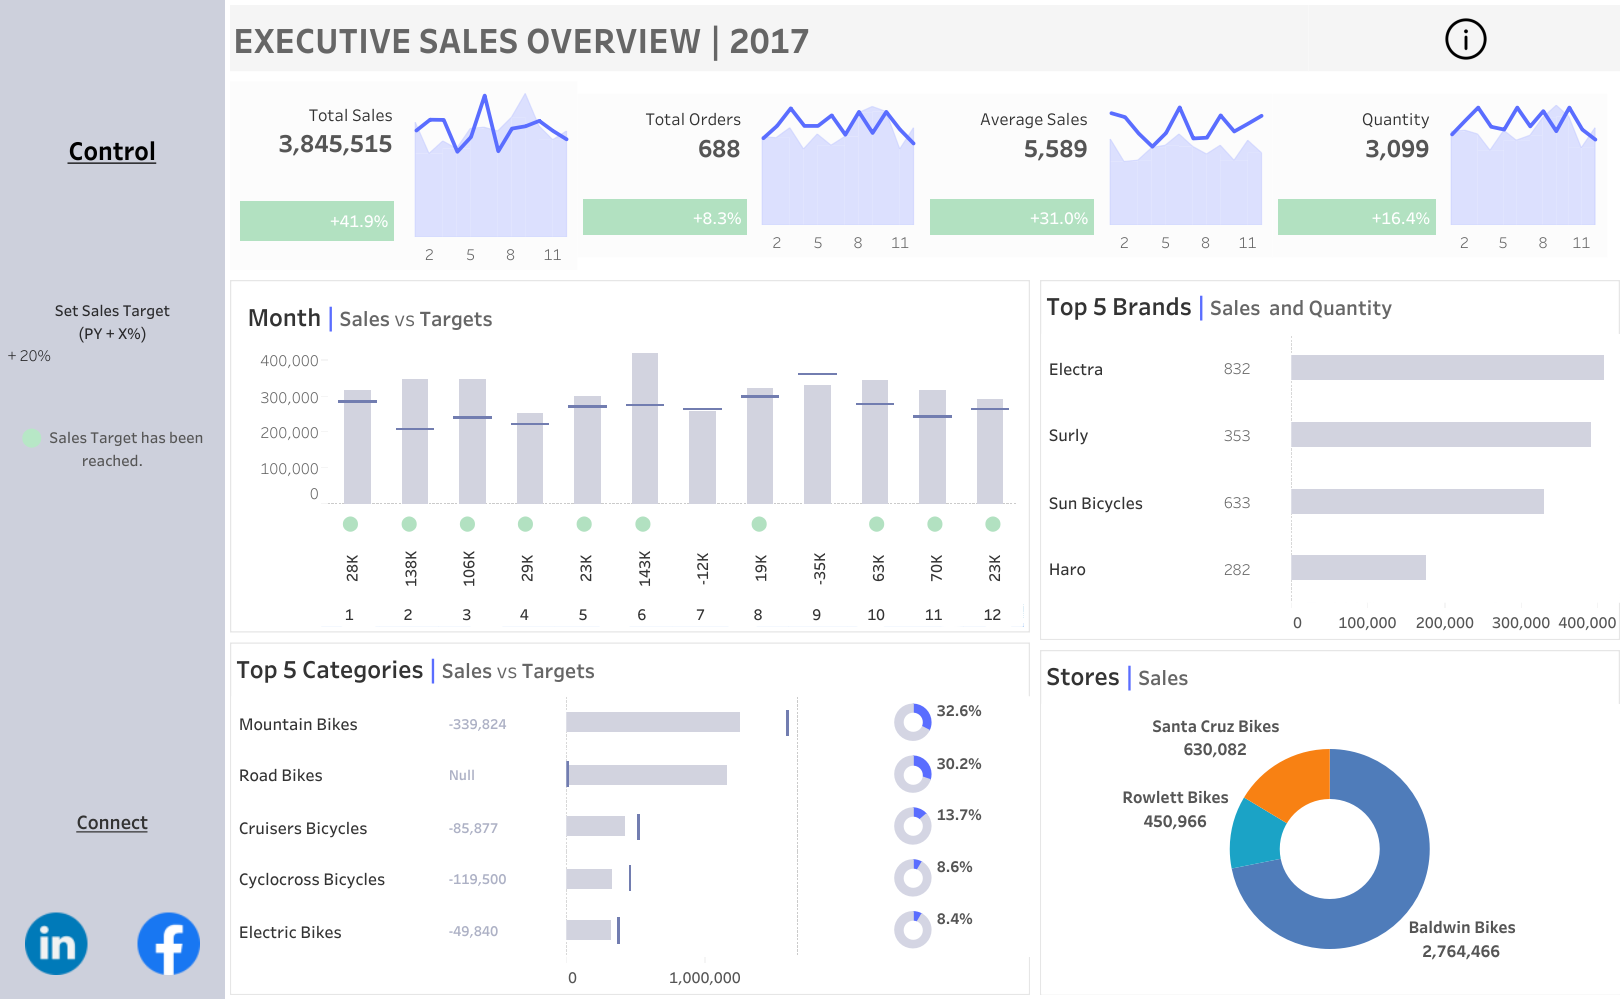 EXECUTIVE SALES OVERVIEW | 2017
Control
Set Sales Target
(PY + X%)
+ 20%
Sales Target has been
reached.
Connect
in
f
Total Sales
3,845,515
+41.9%
2 5 8 11
Total Orders
688
+8.3%
2 5 8 11
Average Sales
5,589
+31.0%
2 5 8 11
Quantity
3,099
+16.4%
2 5 8 11
Month | Sales vs Targets
400,000
300,000
200,000
100,000
0
28K 138K 106K 29K 23K 143K -12K 19K -35K 63K 70K 23K
1 2 3 4 5 6 7 8 9 10 11 12
Top 5 Brands | Sales and Quantity
Electra 832
Surly 353
Sun Bicycles 633
Haro 282
0 100,000 200,000 300,000 400,000
Top 5 Categories | Sales vs Targets
Mountain Bikes -339,824 32.6%
Road Bikes Null 30.2%
Cruisers Bicycles -85,877 13.7%
Cyclocross Bicycles -119,500 8.6%
Electric Bikes -49,840 8.4%
0 1,000,000
Stores | Sales
Santa Cruz Bikes
630,082
Rowlett Bikes
450,966
Baldwin Bikes
2,764,466